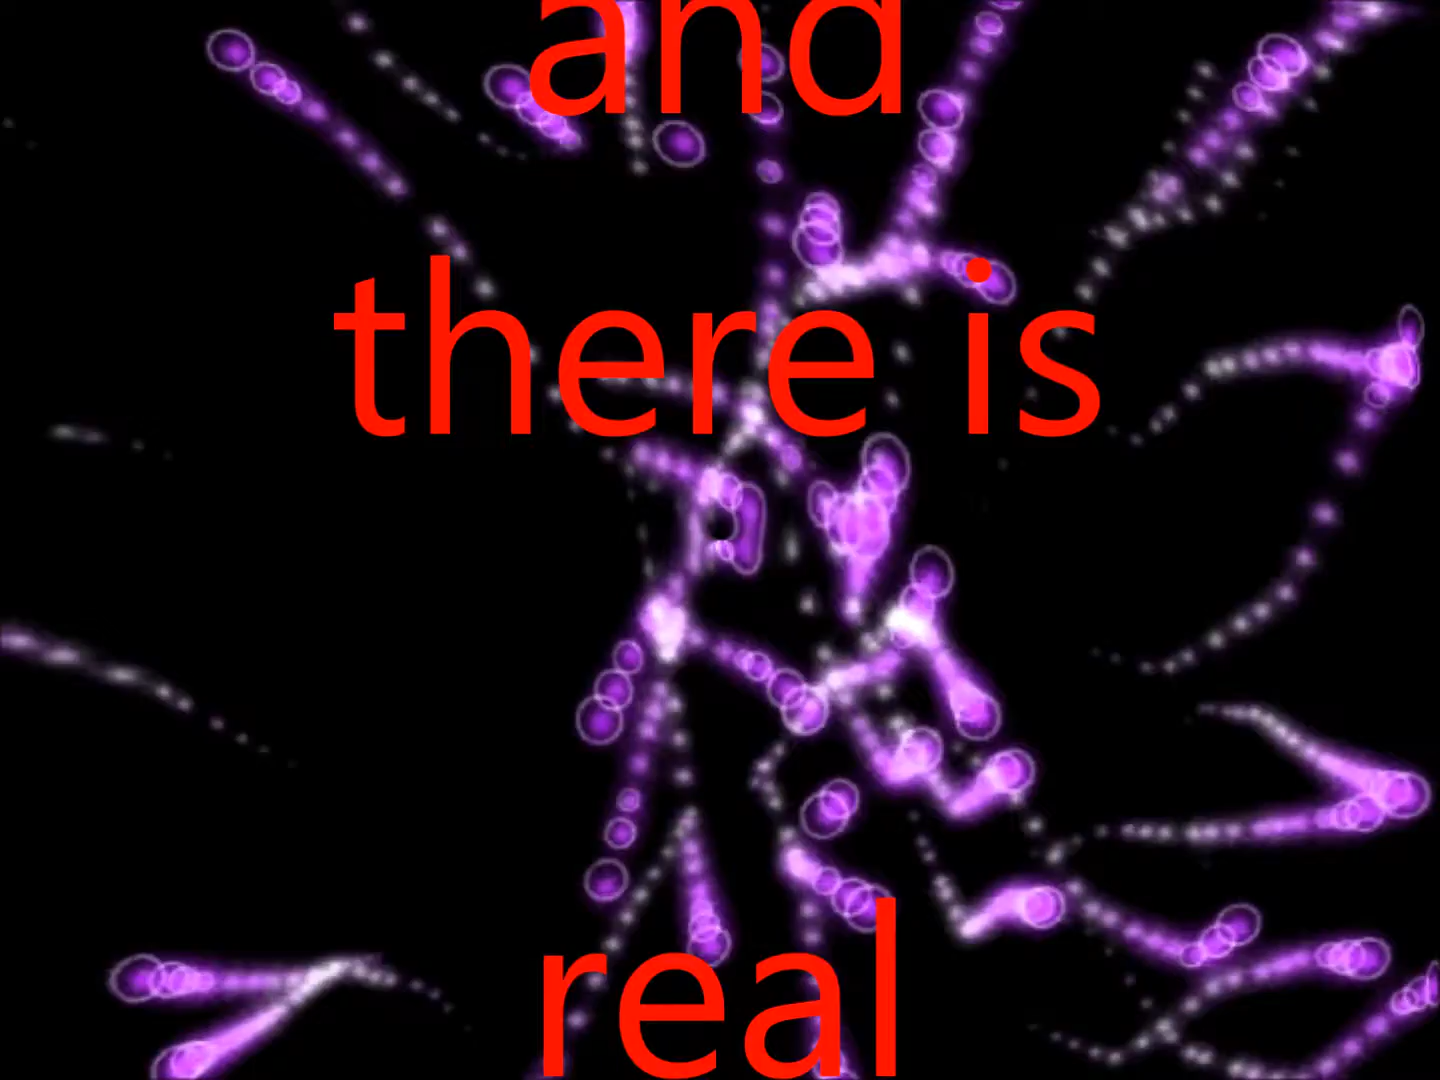 and
there is
real